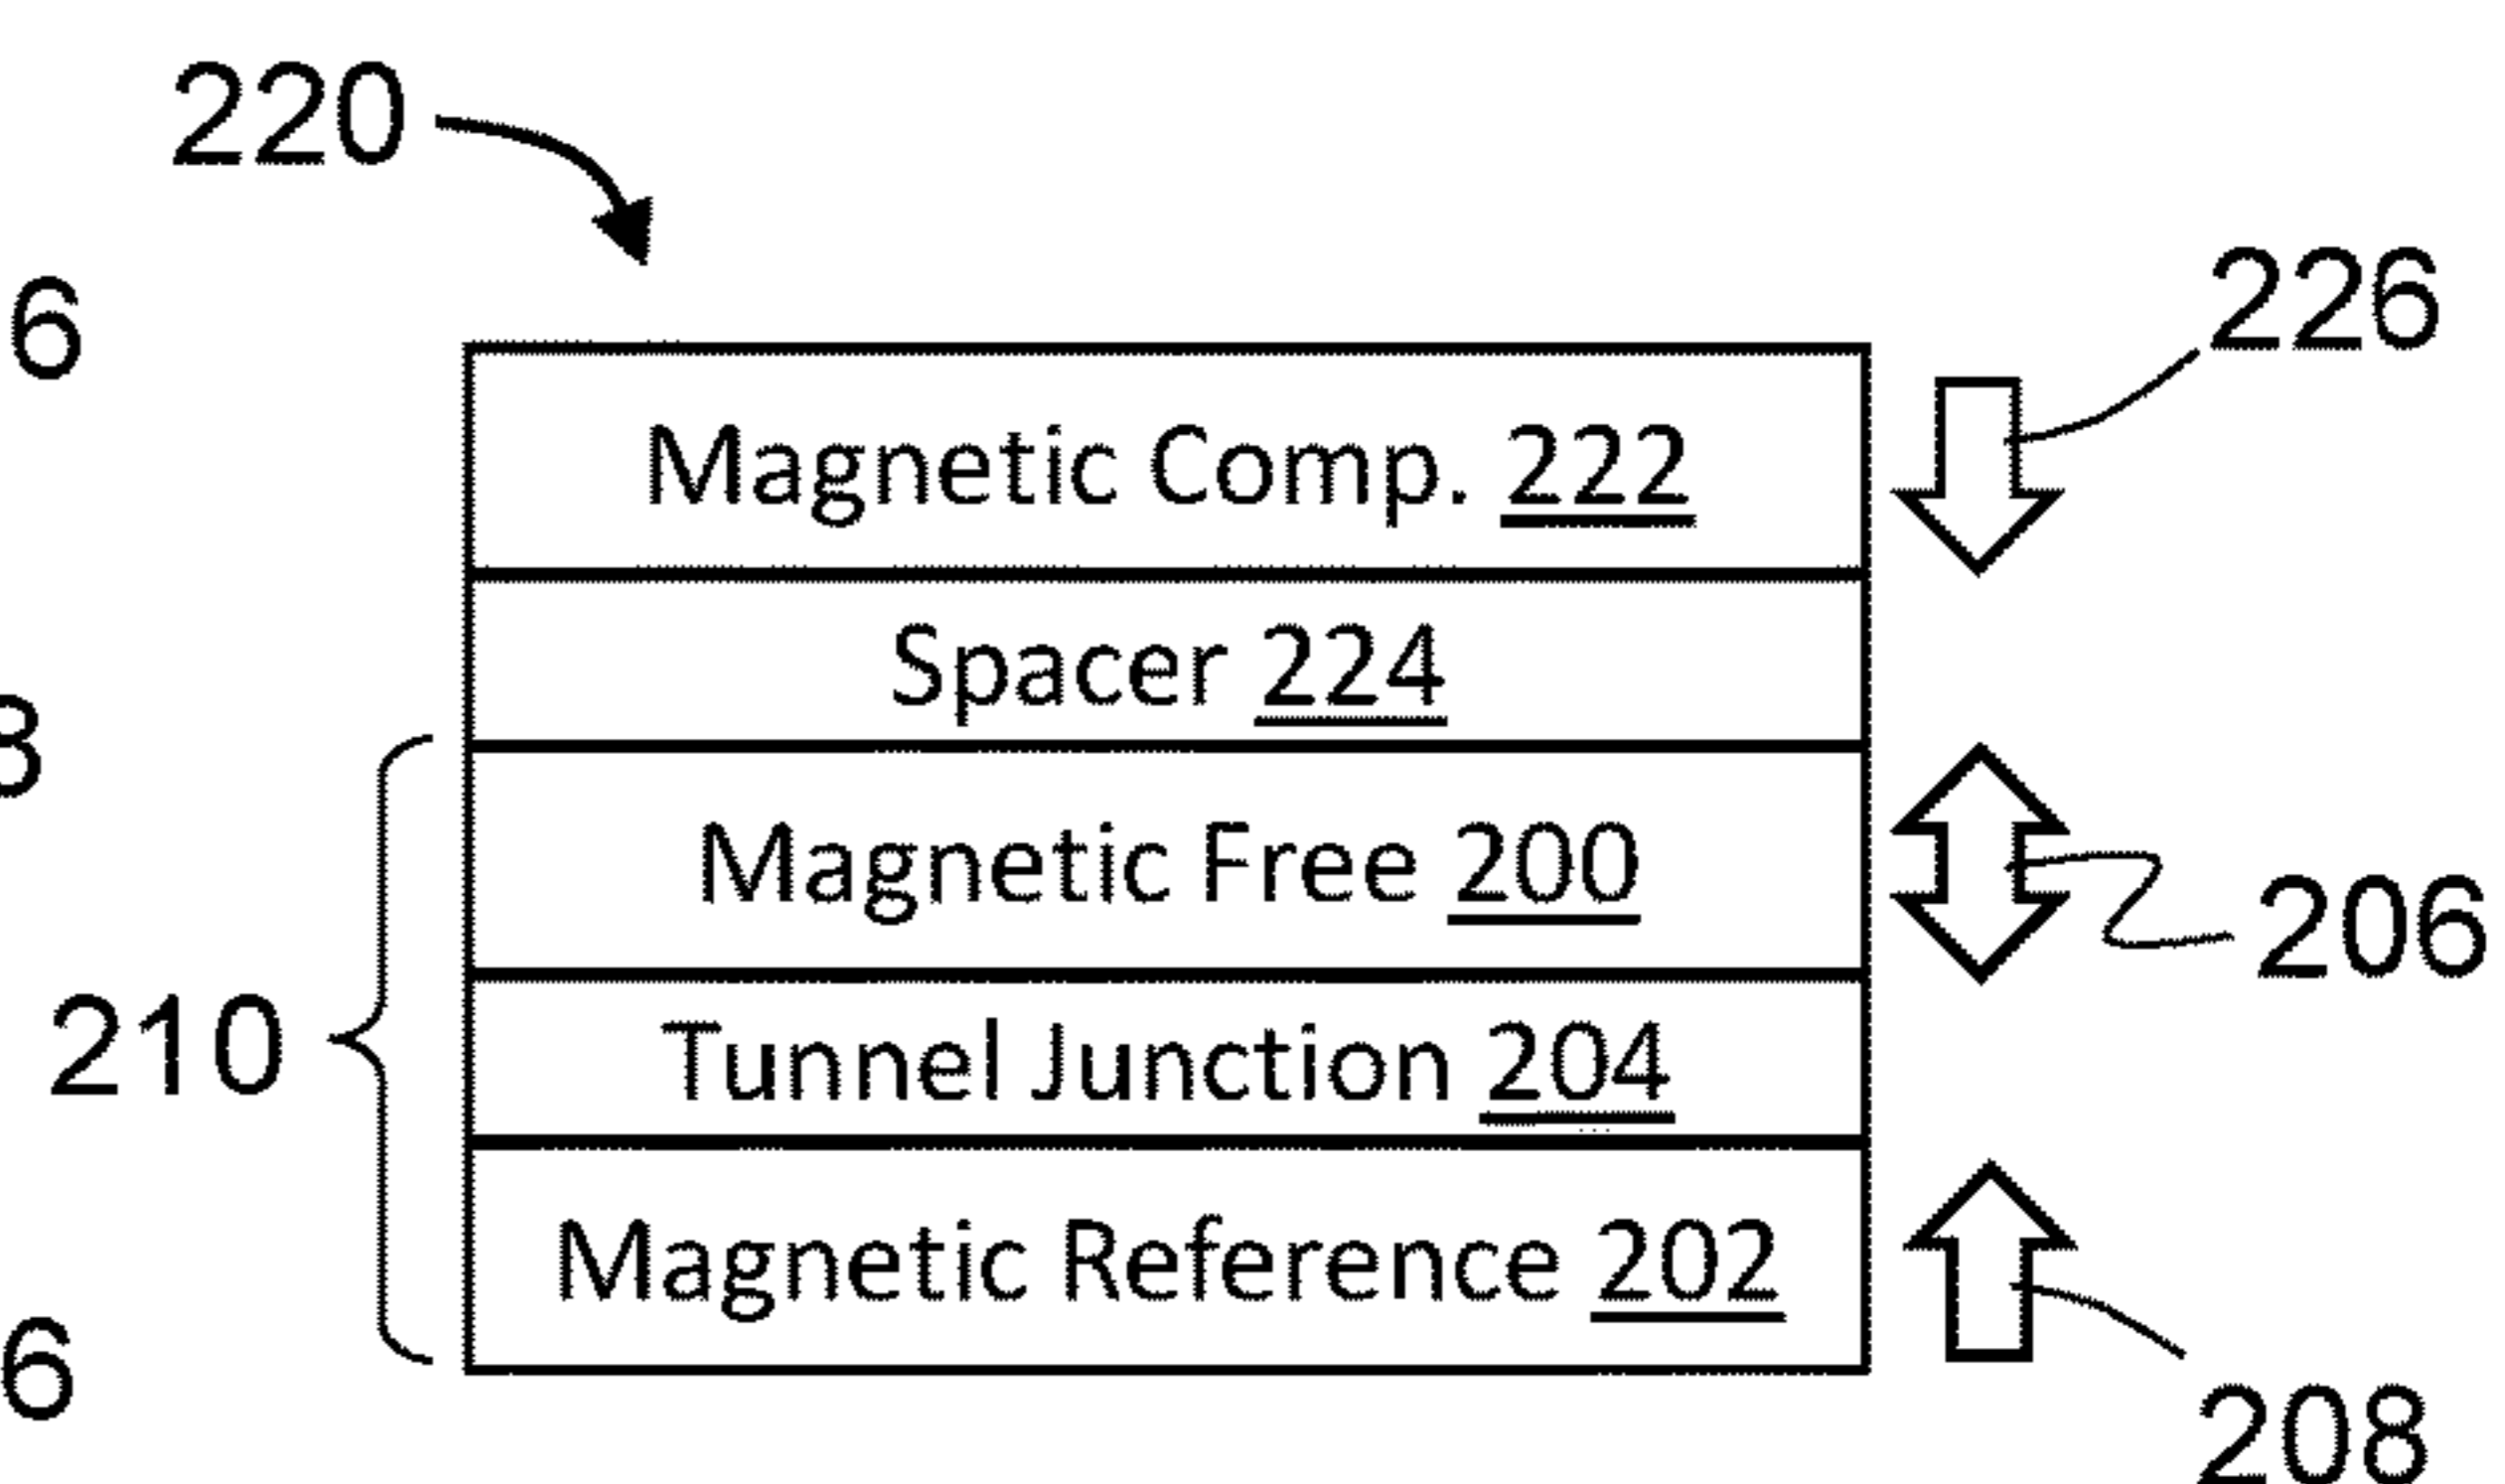 220
6
226
Magnetic Comp. 222
Spacer 224
Magnetic Free 200
206
210
Tunnel Junction 204
Magnetic Reference 202
6
208